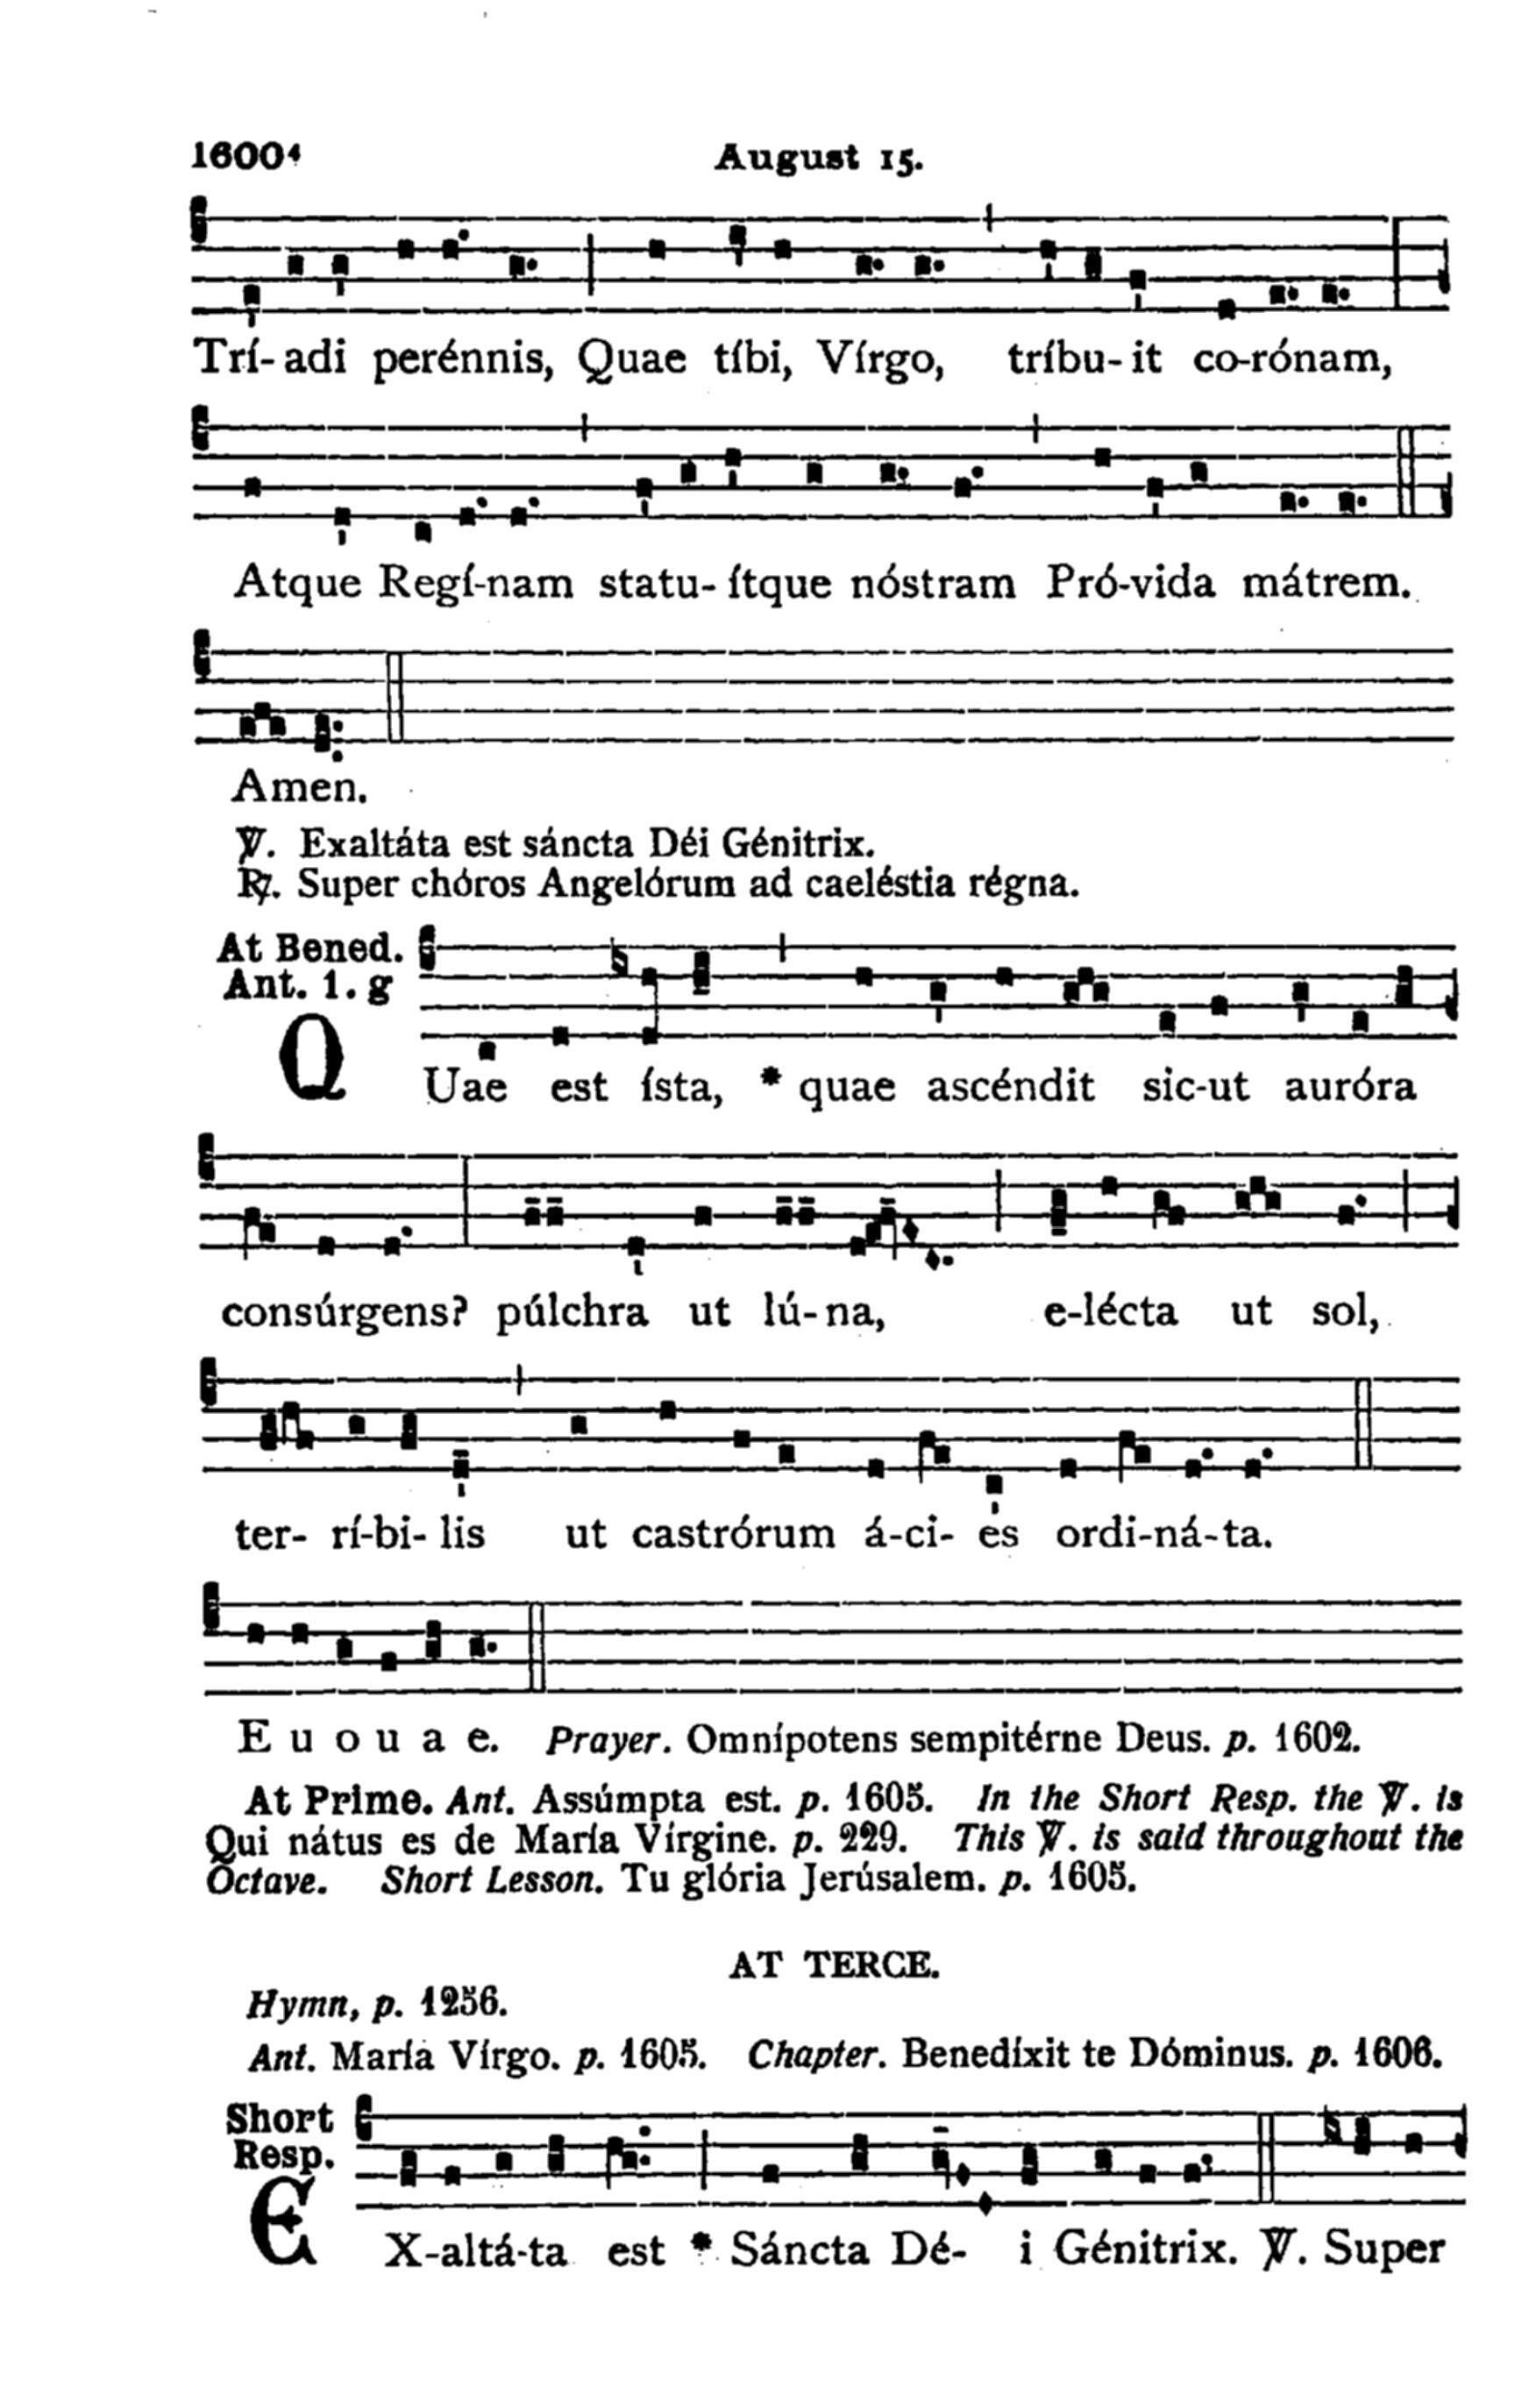 1600⁴ August 15.
Trí- adi perénnis, Quae tíbi, Vírgo, tríbu- it co-rónam,
Atque Regí-nam statu- ítque nóstram Pró-vida mátrem.
Amen.
℣. Exaltáta est sáncta Déi Génitrix.
℟. Super chóros Angelórum ad caeléstia régna.
At Bened.
Ant. 1. g
QUae est ísta, * quae ascéndit sic-ut auróra
consúrgens? púlchra ut lú- na, e-lécta ut sol,
ter- rí-bi- lis ut castrórum á-ci- es ordi-ná-ta.
E u o u a e. Prayer. Omnípotens sempitérne Deus. p. 1602.
At Prime. Ant. Assúmpta est. p. 1605. In the Short Resp. the ℣. is
Qui nátus es de María Vírgine. p. 229. This ℣. is said throughout the
Octave. Short Lesson. Tu glória Jerúsalem. p. 1605.
AT TERCE.
Hymn, p. 1256.
Ant. María Vírgo. p. 1605. Chapter. Benedíxit te Dóminus. p. 1606.
Short
Resp.
EX-altá-ta est * Sáncta Dé- i Génitrix. ℣. Super